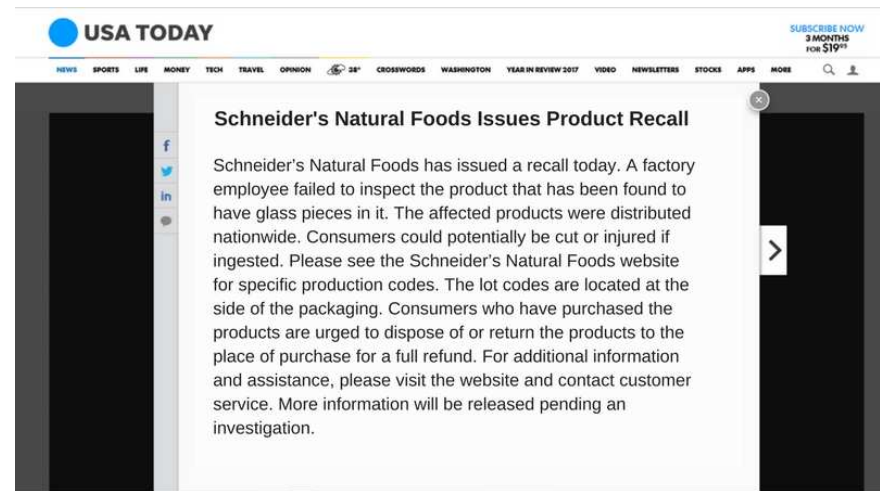 USA TODAY
SUBSCRIBE NOW
3 MONTHS
FOR $19⁹⁵
NEWS SPORTS LIFE MONEY TECH TRAVEL OPINION 38° CROSSWORDS WASHINGTON YEAR IN REVIEW 2017 VIDEO NEWSLETTERS STOCKS APPS MORE
Schneider's Natural Foods Issues Product Recall
Schneider's Natural Foods has issued a recall today. A factory
employee failed to inspect the product that has been found to
have glass pieces in it. The affected products were distributed
nationwide. Consumers could potentially be cut or injured if
ingested. Please see the Schneider's Natural Foods website
for specific production codes. The lot codes are located at the
side of the packaging. Consumers who have purchased the
products are urged to dispose of or return the products to the
place of purchase for a full refund. For additional information
and assistance, please visit the website and contact customer
service. More information will be released pending an
investigation.